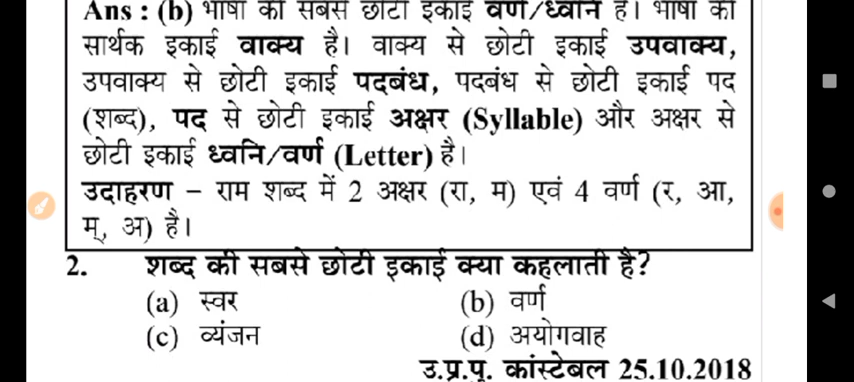 Ans : (b) भाषा की सबसे छोटी इकाई वर्ण/ध्वनि है। भाषा की
सार्थक इकाई वाक्य है। वाक्य से छोटी इकाई उपवाक्य,
उपवाक्य से छोटी इकाई पदबंध, पदबंध से छोटी इकाई पद
(शब्द), पद से छोटी इकाई अक्षर (Syllable) और अक्षर से
छोटी इकाई ध्वनि/वर्ण (Letter) है।
उदाहरण – राम शब्द में 2 अक्षर (रा, म) एवं 4 वर्ण (र, आ,
म्, अ) है।
2. शब्द की सबसे छोटी इकाई क्या कहलाती है?
(a) स्वर (b) वर्ण
(c) व्यंजन (d) अयोगवाह
उ.प्र.पु. कांस्टेबल 25.10.2018